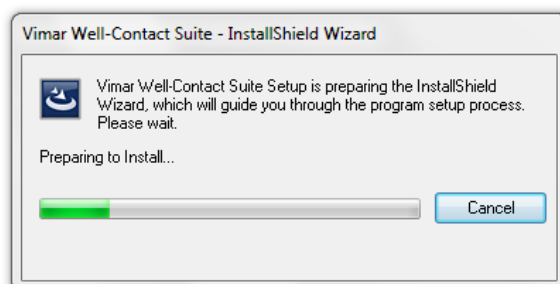 Vimar Well-Contact Suite - InstallShield Wizard
Vimar Well-Contact Suite Setup is preparing the InstallShield
Wizard, which will guide you through the program setup process.
Please wait.
Preparing to Install...
Cancel